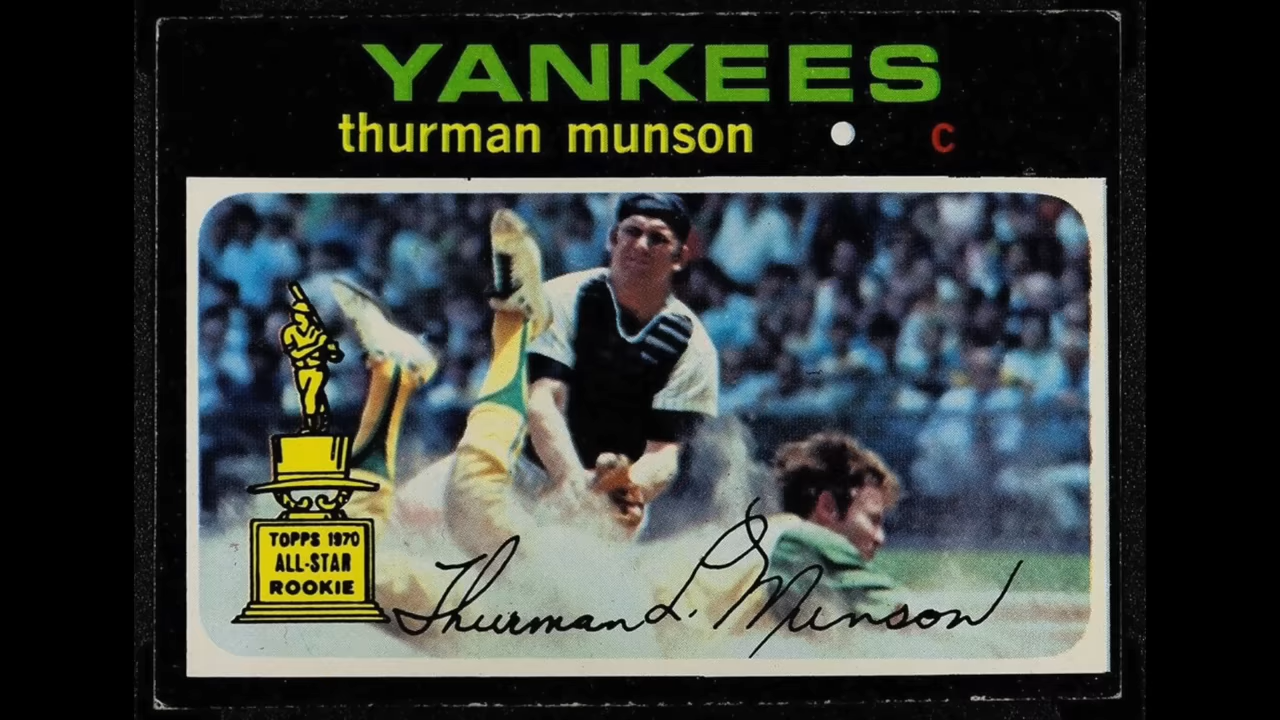 YANKEES
thurman munson • c
TOPPS 1970
ALL-STAR
ROOKIE
Thurman L. Munson